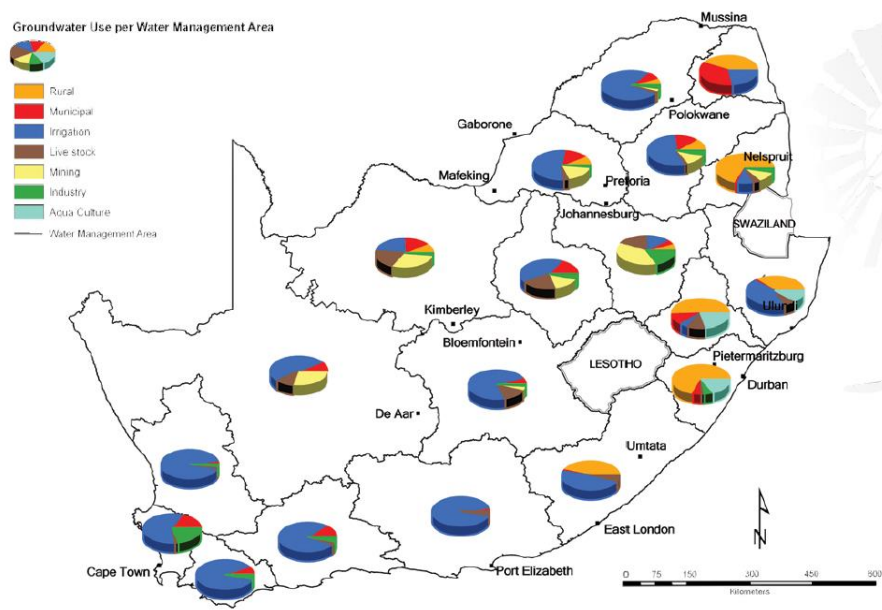 Groundwater Use per Water Management Area
Rural
Municipal
Irrigation
Live stock
Mining
Industry
Aqua Culture
Water Management Area
Mussina
Polokwane
Gaborone
Nelspruit
Mafeking
Pretoria
Johannesburg
SWAZILAND
Kimberley
Ulundi
Bloemfontein
LESOTHO
Pietermaritzburg
Durban
De Aar
Umtata
East London
Cape Town
Port Elizabeth
0 75 150 300 450 600
Kilometers